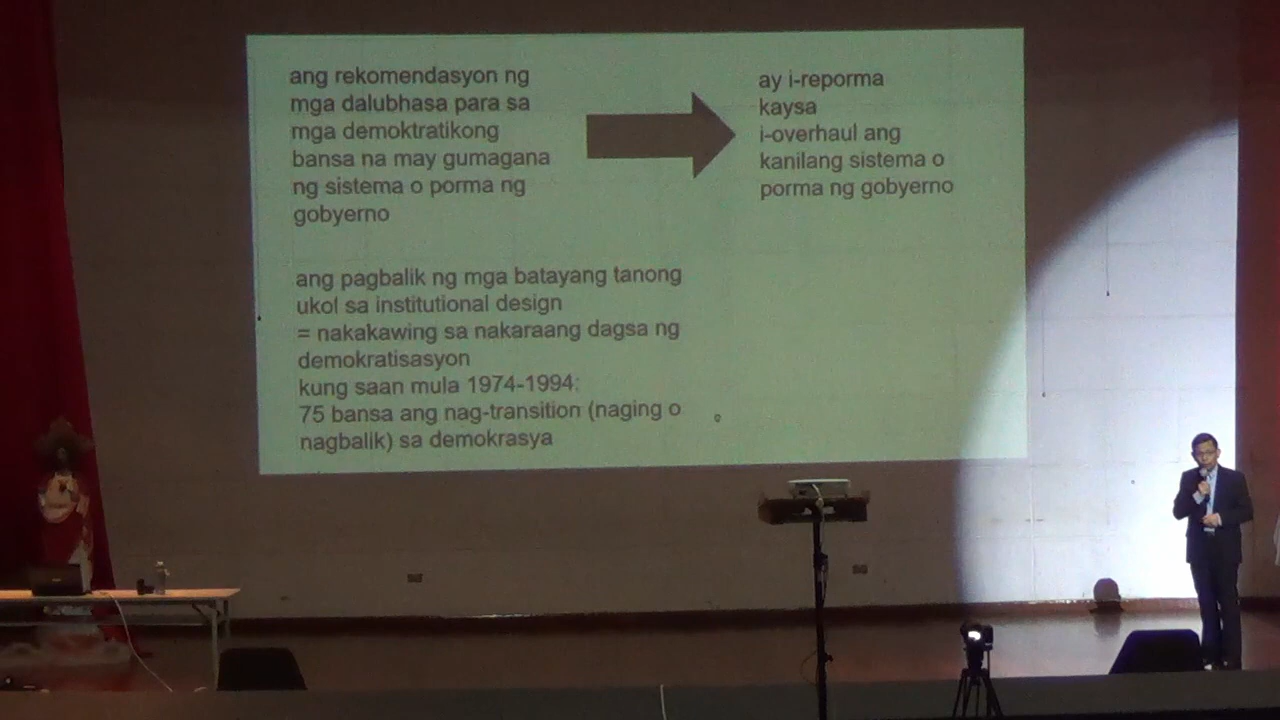 ang rekomendasyon ng
mga dalubhasa para sa
mga demoktratikong
bansa na may gumagana
ng sistema o porma ng
gobyerno
ay i-reporma
kaysa
i-overhaul ang
kanilang sistema o
porma ng gobyerno
ang pagbalik ng mga batayang tanong
ukol sa institutional design
= nakakawing sa nakaraang dagsa ng
demokratisasyon
kung saan mula 1974-1994:
75 bansa ang nag-transition (naging o
nagbalik) sa demokrasya